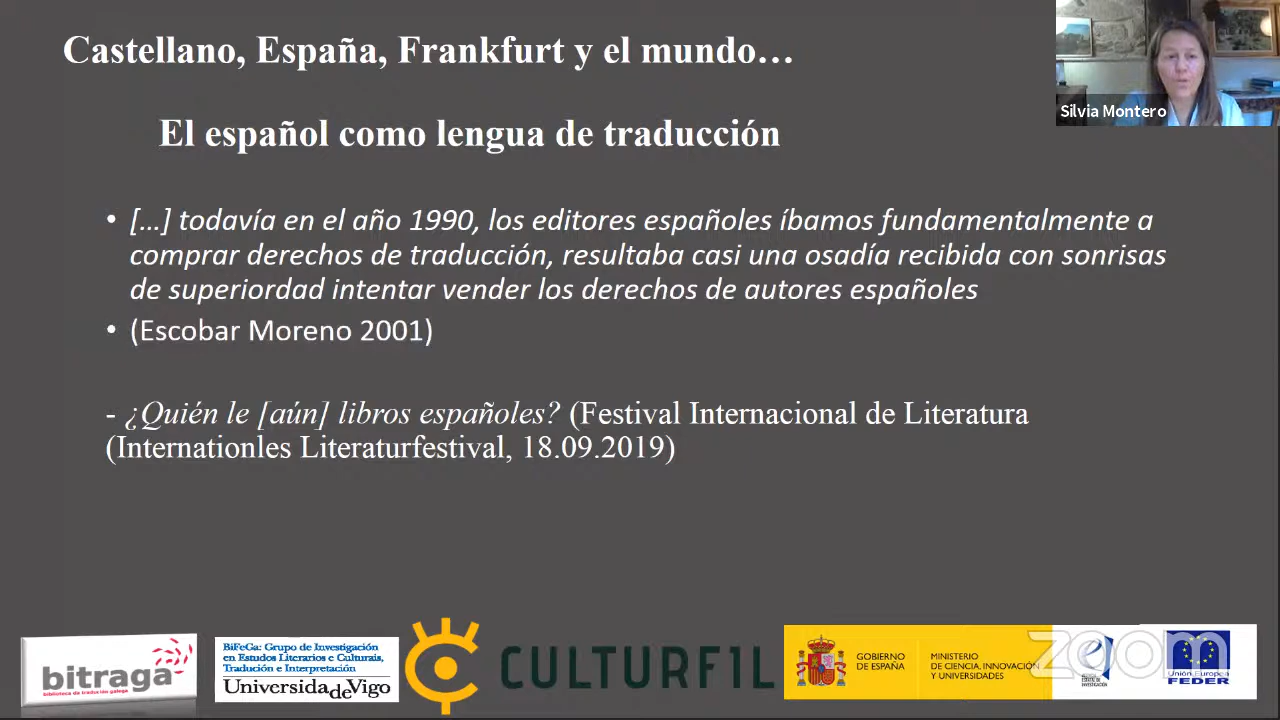 Castellano, España, Frankfurt y el mundo…
Silvia Montero
El español como lengua de traducción
• […] todavía en el año 1990, los editores españoles íbamos fundamentalmente a
comprar derechos de traducción, resultaba casi una osadía recibida con sonrisas
de superiordad intentar vender los derechos de autores españoles
• (Escobar Moreno 2001)
- ¿Quién le [aún] libros españoles? (Festival Internacional de Literatura
(Internationles Literaturfestival, 18.09.2019)
bitraga
biblioteca da tradución galega
BiFeGa: Grupo de Investigación
en Estudos Literarios e Culturais,
Tradución e Interpretación
Universidade de Vigo
CULTURFIL
GOBIERNO
DE ESPAÑA
MINISTERIO
DE CIENCIA, INNOVACIÓN
Y UNIVERSIDADES
zoom
Unión Europea
FEDER